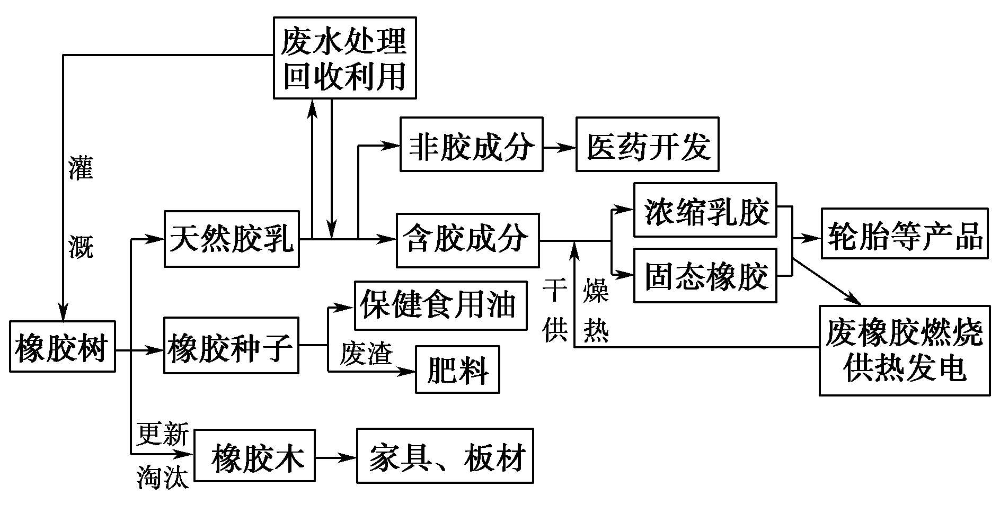 废水处理
回收利用
灌
溉
非胶成分
医药开发
天然胶乳
含胶成分
浓缩乳胶
固态橡胶
轮胎等产品
干 燥
供 热
保健食用油
橡胶树
橡胶种子
废渣
肥料
废橡胶燃烧
供热发电
更新
淘汰
橡胶木
家具、板材